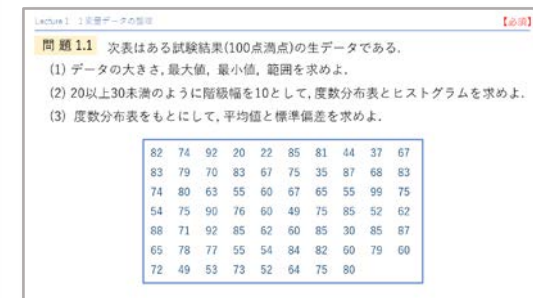 Lecture 1 1変量データの整理
【必須】
問題1.1 次表はある試験結果(100点満点)の生データである.
(1) データの大きさ, 最大値, 最小値, 範囲を求めよ.
(2) 20以上30未満のように階級幅を10として, 度数分布表とヒストグラムを求めよ.
(3) 度数分布表をもとにして, 平均値と標準偏差を求めよ.
82 74 92 20 22 85 81 44 37 67
83 79 70 83 67 75 35 87 68 83
74 80 63 55 60 67 65 55 99 75
54 75 90 76 60 49 75 85 52 62
88 71 92 85 62 60 85 30 85 87
65 78 77 55 54 84 82 60 79 60
72 49 53 73 52 64 75 80